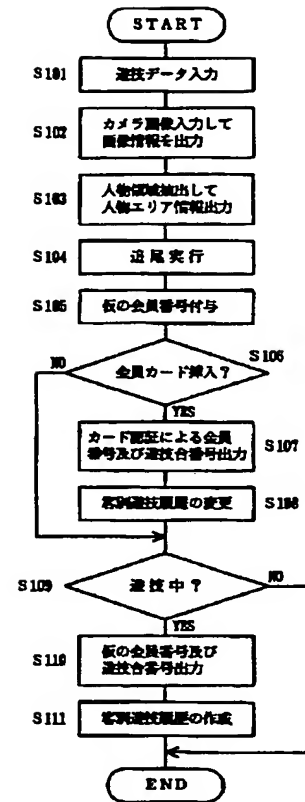 START
S101
遊技データ入力
S102
カメラ画像入力して
画像情報を出力
S103
人物領域抽出して
人物エリア情報出力
S104
追尾実行
S105
仮の会員番号付与
S106
会員カード挿入?
NO
YES
S107
カード認証による会員
番号及び遊技台番号出力
S108
客別遊技履歴の変更
S109
遊技中?
NO
YES
S110
仮の会員番号及び
遊技台番号出力
S111
客別遊技履歴の作成
END